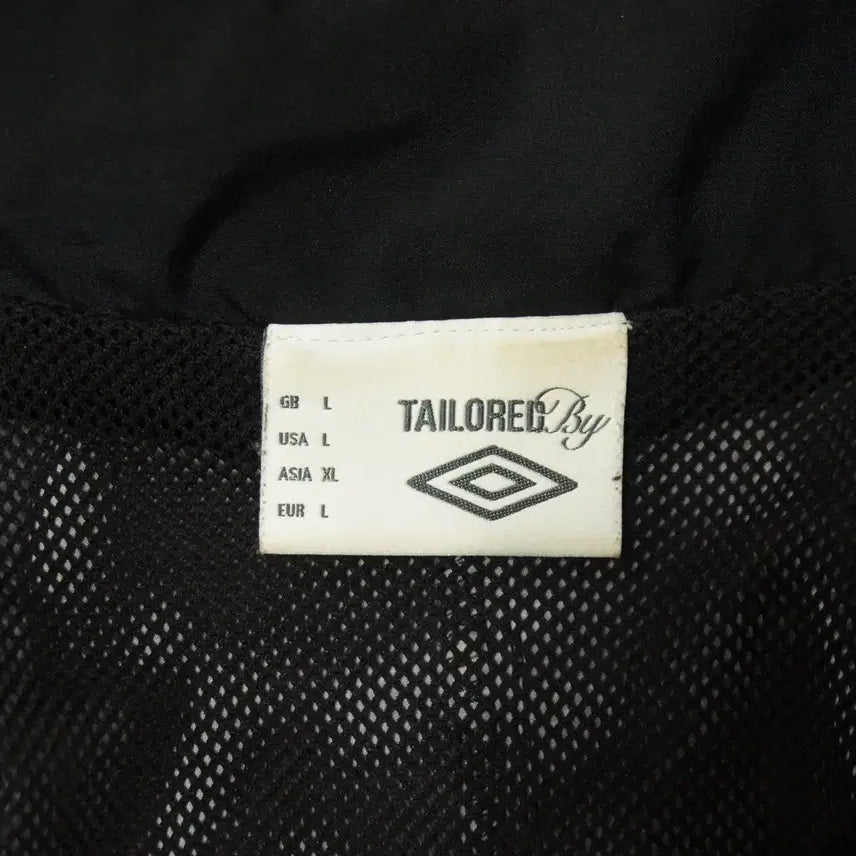 GB L
USA L
ASIA XL
EUR L
TAILORED By